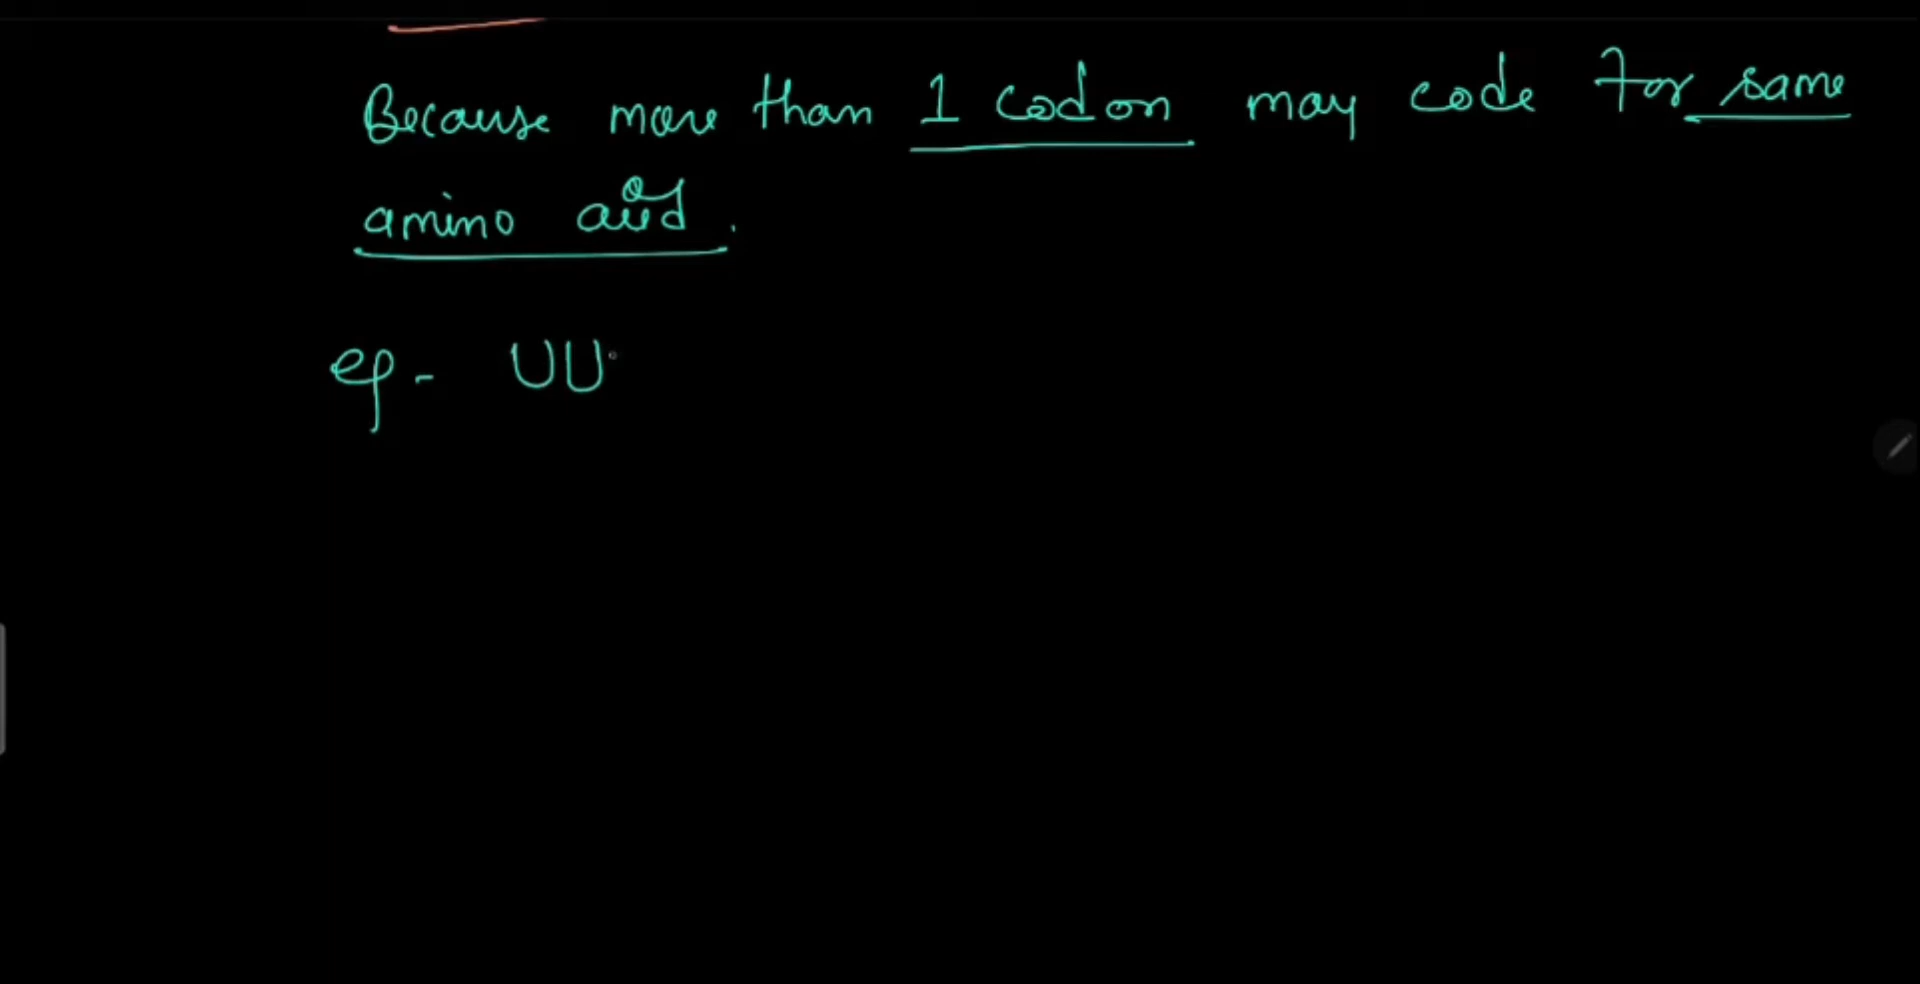 Because more than 1 codon may code for same
amino acid.
eg - UU